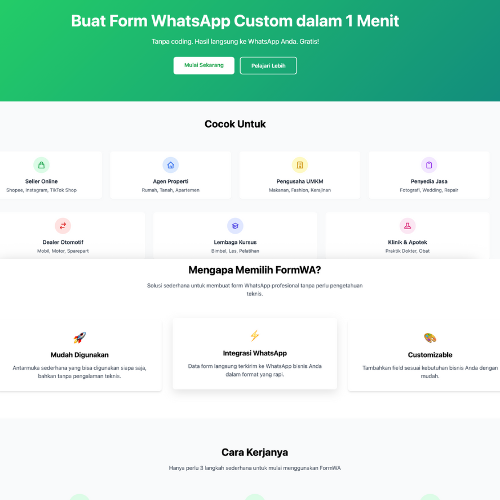 Buat Form WhatsApp Custom dalam 1 Menit
Tanpa coding. Hasil langsung ke WhatsApp Anda. Gratis!
Mulai Sekarang
Pelajari Lebih
Cocok Untuk
Seller Online
Shopee, Instagram, TikTok Shop
Agen Properti
Rumah, Tanah, Apartemen
Pengusaha UMKM
Makanan, Fashion, Kerajinan
Penyedia Jasa
Fotografi, Wedding, Repair
Dealer Otomotif
Mobil, Motor, Sparepart
Lembaga Kursus
Bimbel, Les, Pelatihan
Klinik & Apotek
Praktik Dokter, Obat
Mengapa Memilih FormWA?
Solusi sederhana untuk membuat form WhatsApp profesional tanpa perlu pengetahuan
teknis.
Mudah Digunakan
Antarmuka sederhana yang bisa digunakan siapa saja,
bahkan tanpa pengalaman teknis.
Integrasi WhatsApp
Data form langsung terkirim ke WhatsApp bisnis Anda
dalam format yang rapi.
Customizable
Tambahkan field sesuai kebutuhan bisnis Anda dengan
mudah.
Cara Kerjanya
Hanya perlu 3 langkah sederhana untuk mulai menggunakan FormWA